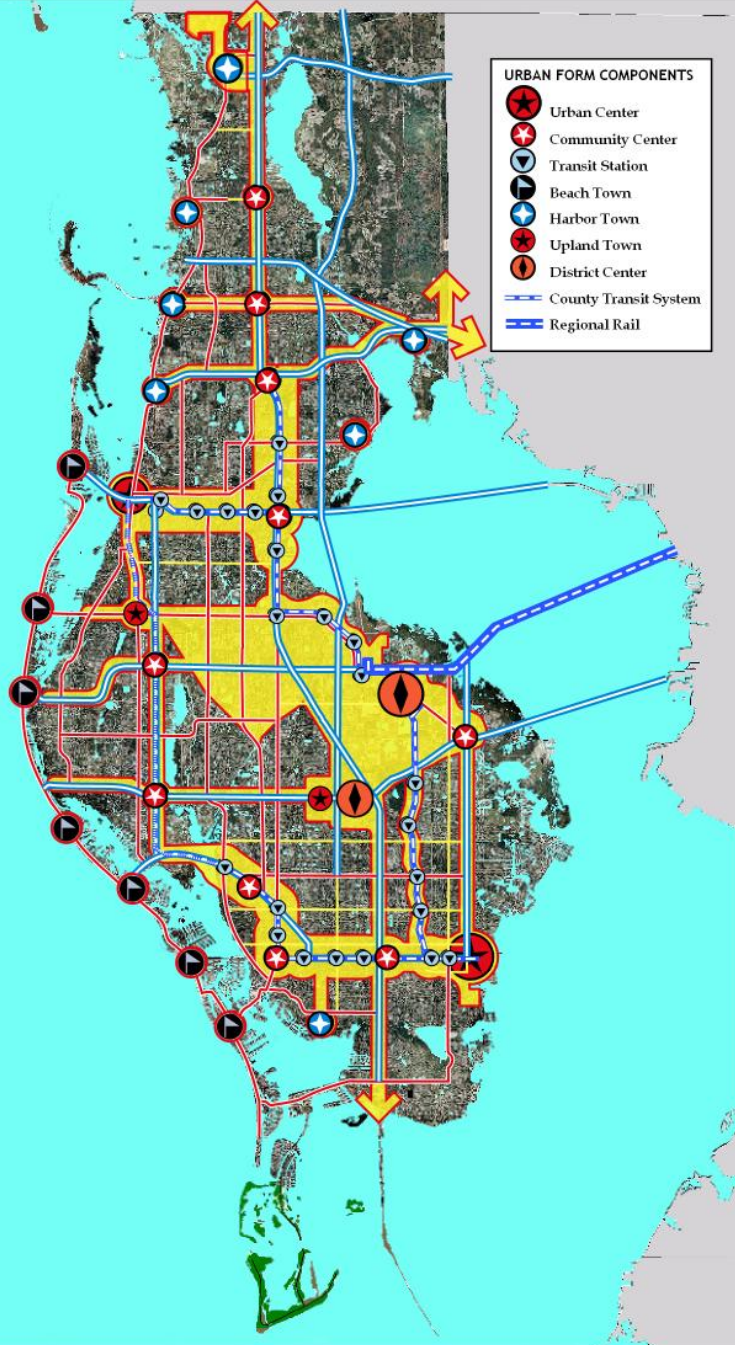 URBAN FORM COMPONENTS
Urban Center
Community Center
Transit Station
Beach Town
Harbor Town
Upland Town
District Center
County Transit System
Regional Rail